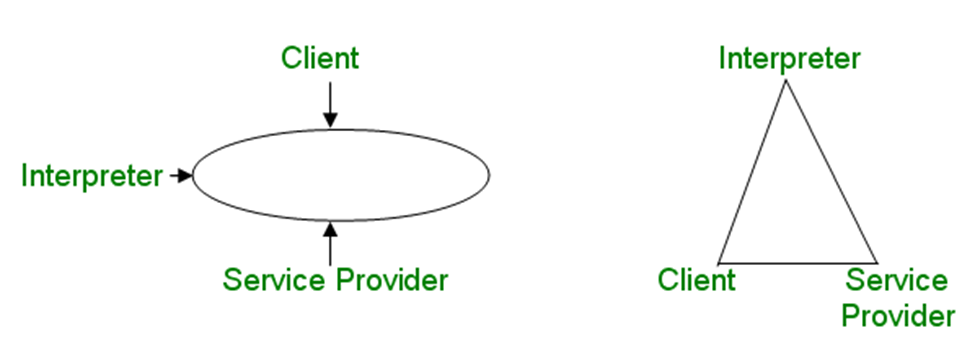 Client
Interpreter
Service Provider
Interpreter
Client
Service
Provider